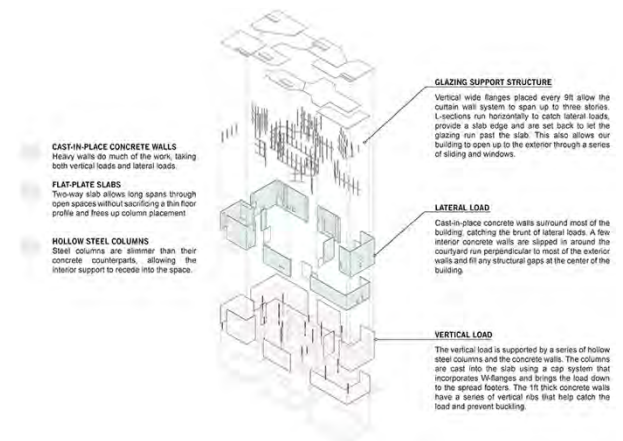 CAST-IN-PLACE CONCRETE WALLS
Heavy walls do much of the work, taking
both vertical loads and lateral loads.
FLAT-PLATE SLABS
Two-way slab allows long spans through
open spaces without sacrificing a thin floor
profile and frees up column placement
HOLLOW STEEL COLUMNS
Steel columns are slimmer than their
concrete counterparts, allowing the
interior support to recede into the space.
GLAZING SUPPORT STRUCTURE
Vertical wide flanges placed every 9ft allow the
curtain wall system to span up to three stories.
L-sections run horizontally to catch lateral loads,
provide a slab edge and are set back to let the
glazing run past the slab. This also allows our
building to open up to the exterior through a series
of sliding and windows.
LATERAL LOAD
Cast-in-place concrete walls surround most of the
building, catching the brunt of lateral loads. A few
interior concrete walls are slipped in around the
courtyard run perpendicular to most of the exterior
walls and fill any structural gaps at the center of the
building.
VERTICAL LOAD
The vertical load is supported by a series of hollow
steel columns and the concrete walls. The columns
are cast into the slab using a cap system that
incorporates W-flanges and brings the load down
to the spread footers. The 1ft thick concrete walls
have a series of vertical ribs that help catch the
load and prevent buckling.